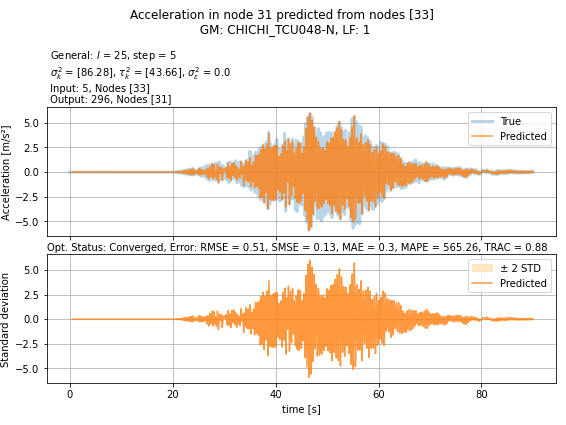 Acceleration in node 31 predicted from nodes [33]
GM: CHICHI_TCU048-N, LF: 1
General: l = 25, step = 5
σ²ₖ = [86.28], τ²ₖ = [43.66], σ²ε = 0.0
Input: 5, Nodes [33]
Output: 296, Nodes [31]
Acceleration [m/s²]
5.0
2.5
0.0
−2.5
−5.0
True
Predicted
Opt. Status: Converged, Error: RMSE = 0.51, SMSE = 0.13, MAE = 0.3, MAPE = 565.26, TRAC = 0.88
Standard deviation
5.0
2.5
0.0
−2.5
−5.0
± 2 STD
Predicted
0 20 40 60 80
time [s]